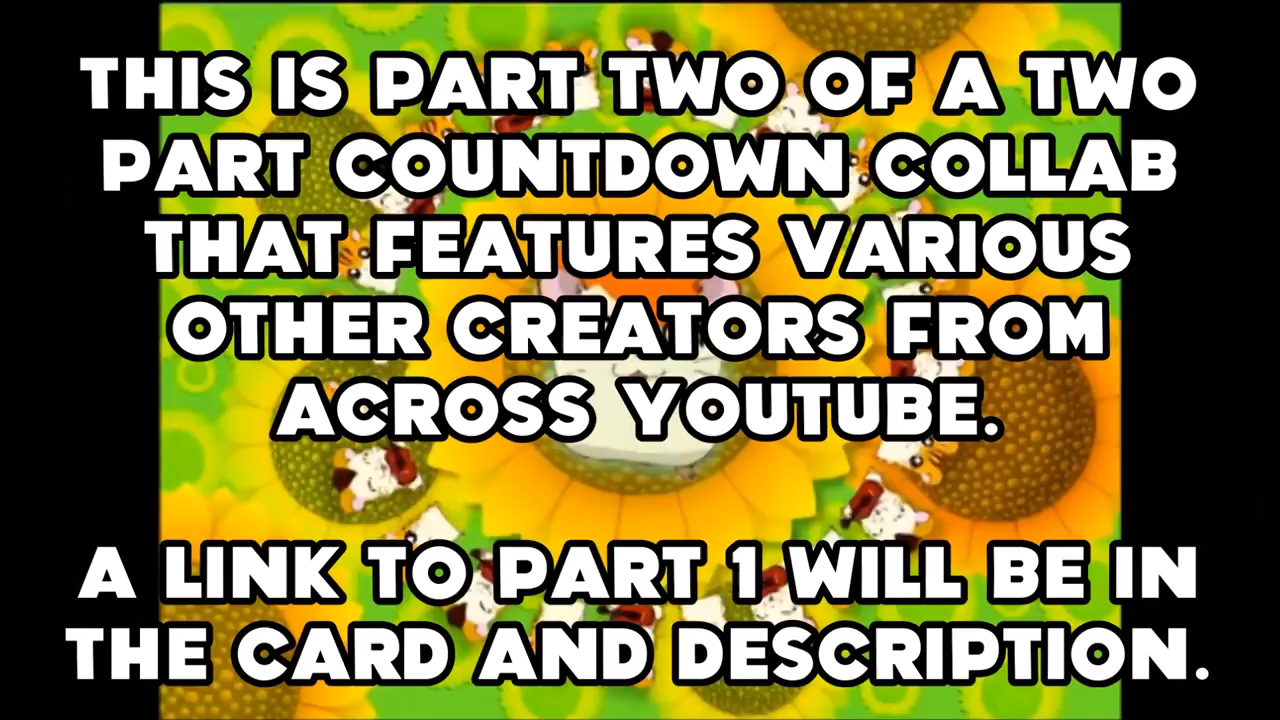 THIS IS PART TWO OF A TWO
PART COUNTDOWN COLLAB
THAT FEATURES VARIOUS
OTHER CREATORS FROM
ACROSS YOUTUBE.
A LINK TO PART 1 WILL BE IN
THE CARD AND DESCRIPTION.